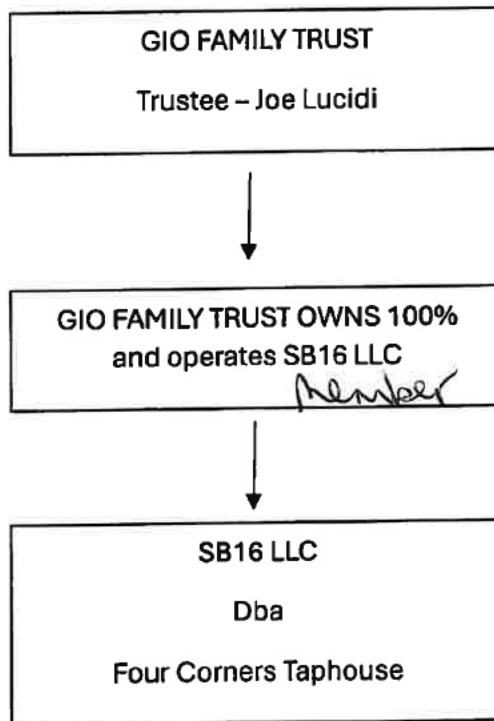 GIO FAMILY TRUST
Trustee – Joe Lucidi
GIO FAMILY TRUST OWNS 100%
and operates SB16 LLC
Member
SB16 LLC
Dba
Four Corners Taphouse